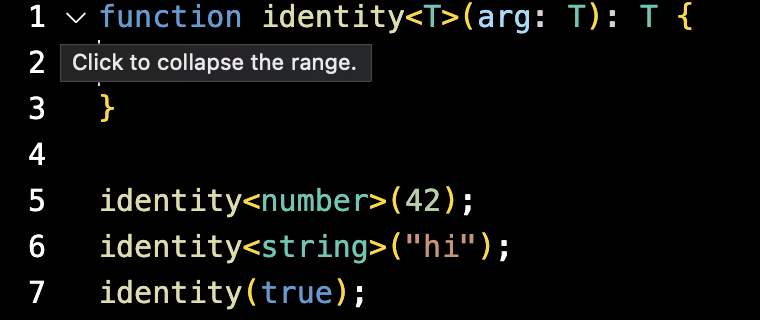 1 function identity<T>(arg: T): T {
2 Click to collapse the range.
3 }
4
5 identity<number>(42);
6 identity<string>("hi");
7 identity(true);